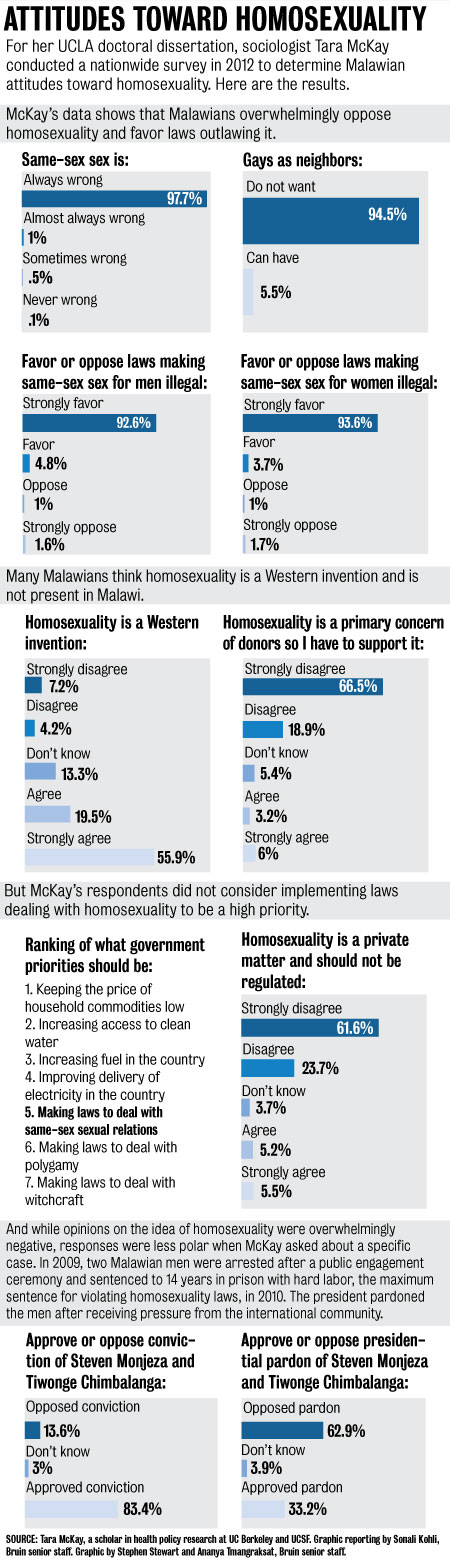 ATTITUDES TOWARD HOMOSEXUALITY
For her UCLA doctoral dissertation, sociologist Tara McKay
conducted a nationwide survey in 2012 to determine Malawian
attitudes toward homosexuality. Here are the results.
McKay's data shows that Malawians overwhelmingly oppose
homosexuality and favor laws outlawing it.
Same-sex sex is:
Always wrong
97.7%
Almost always wrong
1%
Sometimes wrong
.5%
Never wrong
.1%
Gays as neighbors:
Do not want
94.5%
Can have
5.5%
Favor or oppose laws making
same-sex sex for men illegal:
Strongly favor
92.6%
Favor
4.8%
Oppose
1%
Strongly oppose
1.6%
Favor or oppose laws making
same-sex sex for women illegal:
Strongly favor
93.6%
Favor
3.7%
Oppose
1%
Strongly oppose
1.7%
Many Malawians think homosexuality is a Western invention and is
not present in Malawi.
Homosexuality is a Western
invention:
Strongly disagree
7.2%
Disagree
4.2%
Don't know
13.3%
Agree
19.5%
Strongly agree
55.9%
Homosexuality is a primary concern
of donors so I have to support it:
Strongly disagree
66.5%
Disagree
18.9%
Don't know
5.4%
Agree
3.2%
Strongly agree
6%
But McKay's respondents did not consider implementing laws
dealing with homosexuality to be a high priority.
Ranking of what government
priorities should be:
1. Keeping the price of
household commodities low
2. Increasing access to clean
water
3. Increasing fuel in the country
4. Improving delivery of
electricity in the country
5. Making laws to deal with
same-sex sexual relations
6. Making laws to deal with
polygamy
7. Making laws to deal with
witchcraft
Homosexuality is a private
matter and should not be
regulated:
Strongly disagree
61.6%
Disagree
23.7%
Don't know
3.7%
Agree
5.2%
Strongly agree
5.5%
And while opinions on the idea of homosexuality were overwhelmingly
negative, responses were less polar when McKay asked about a specific
case. In 2009, two Malawian men were arrested after a public engagement
ceremony and sentenced to 14 years in prison with hard labor, the maximum
sentence for violating homosexuality laws, in 2010. The president pardoned
the men after receiving pressure from the international community.
Approve or oppose convic-
tion of Steven Monjeza and
Tiwonge Chimbalanga:
Opposed conviction
13.6%
Don't know
3%
Approved conviction
83.4%
Approve or oppose presiden-
tial pardon of Steven Monjeza
and Tiwonge Chimbalanga:
Opposed pardon
62.9%
Don't know
3.9%
Approved pardon
33.2%
SOURCE: Tara McKay, a scholar in health policy research at UC Berkeley and UCSF. Graphic reporting by Sonali Kohli,
Bruin senior staff. Graphic by Stephen Stewart and Ananya Tmangraksat, Bruin senior staff.